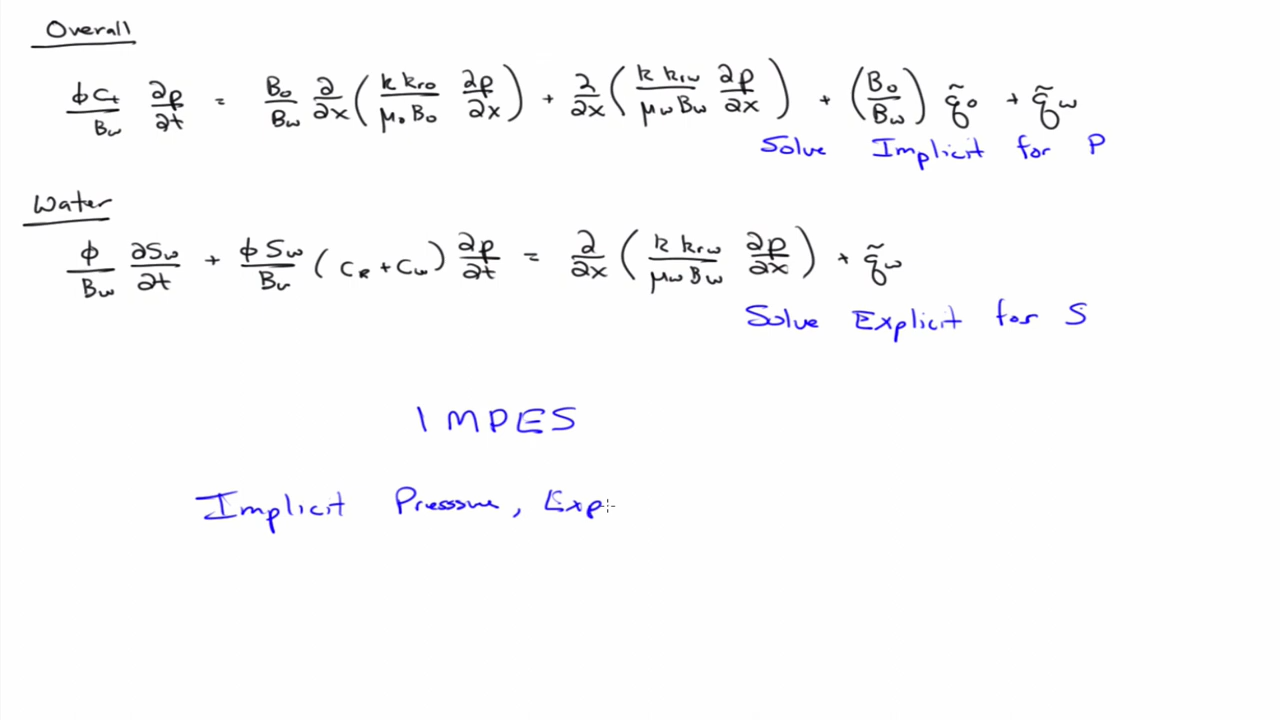 Overall
ϕC_t/B_w ∂p/∂t = B_o/B_w ∂/∂x (k k_ro/μ_o B_o ∂p/∂x) + ∂/∂x (k k_rw/μ_w B_w ∂p/∂x) + (B_o/B_w) q̃_o + q̃_w
Solve Implicit for P
Water
ϕ/B_w ∂S_w/∂t + ϕ S_w/B_w (C_R + C_w) ∂p/∂t = ∂/∂x (k k_rw/μ_w B_w ∂p/∂x) + q̃_w
Solve Explicit for S
IMPES
Implicit Pressure, Exp